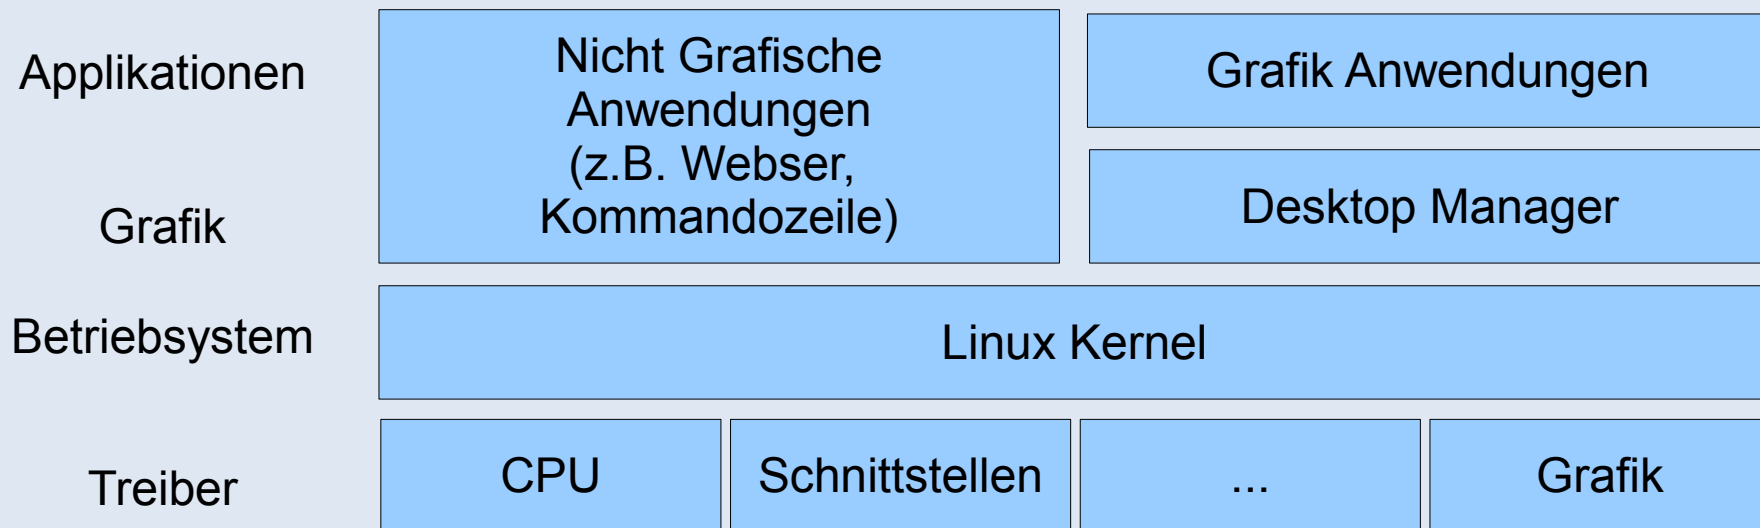 Applikationen
Nicht Grafische
Anwendungen
(z.B. Webser,
Kommandozeile)
Grafik Anwendungen
Grafik
Desktop Manager
Betriebsystem
Linux Kernel
Treiber
CPU
Schnittstellen
...
Grafik